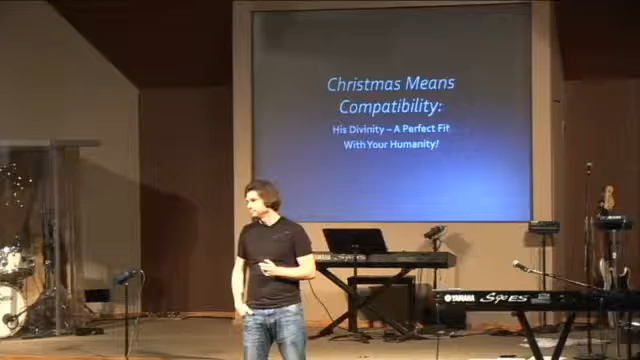 Christmas Means
Compatibility:
His Divinity – A Perfect Fit
With Your Humanity!
YAMAHA S90 ES